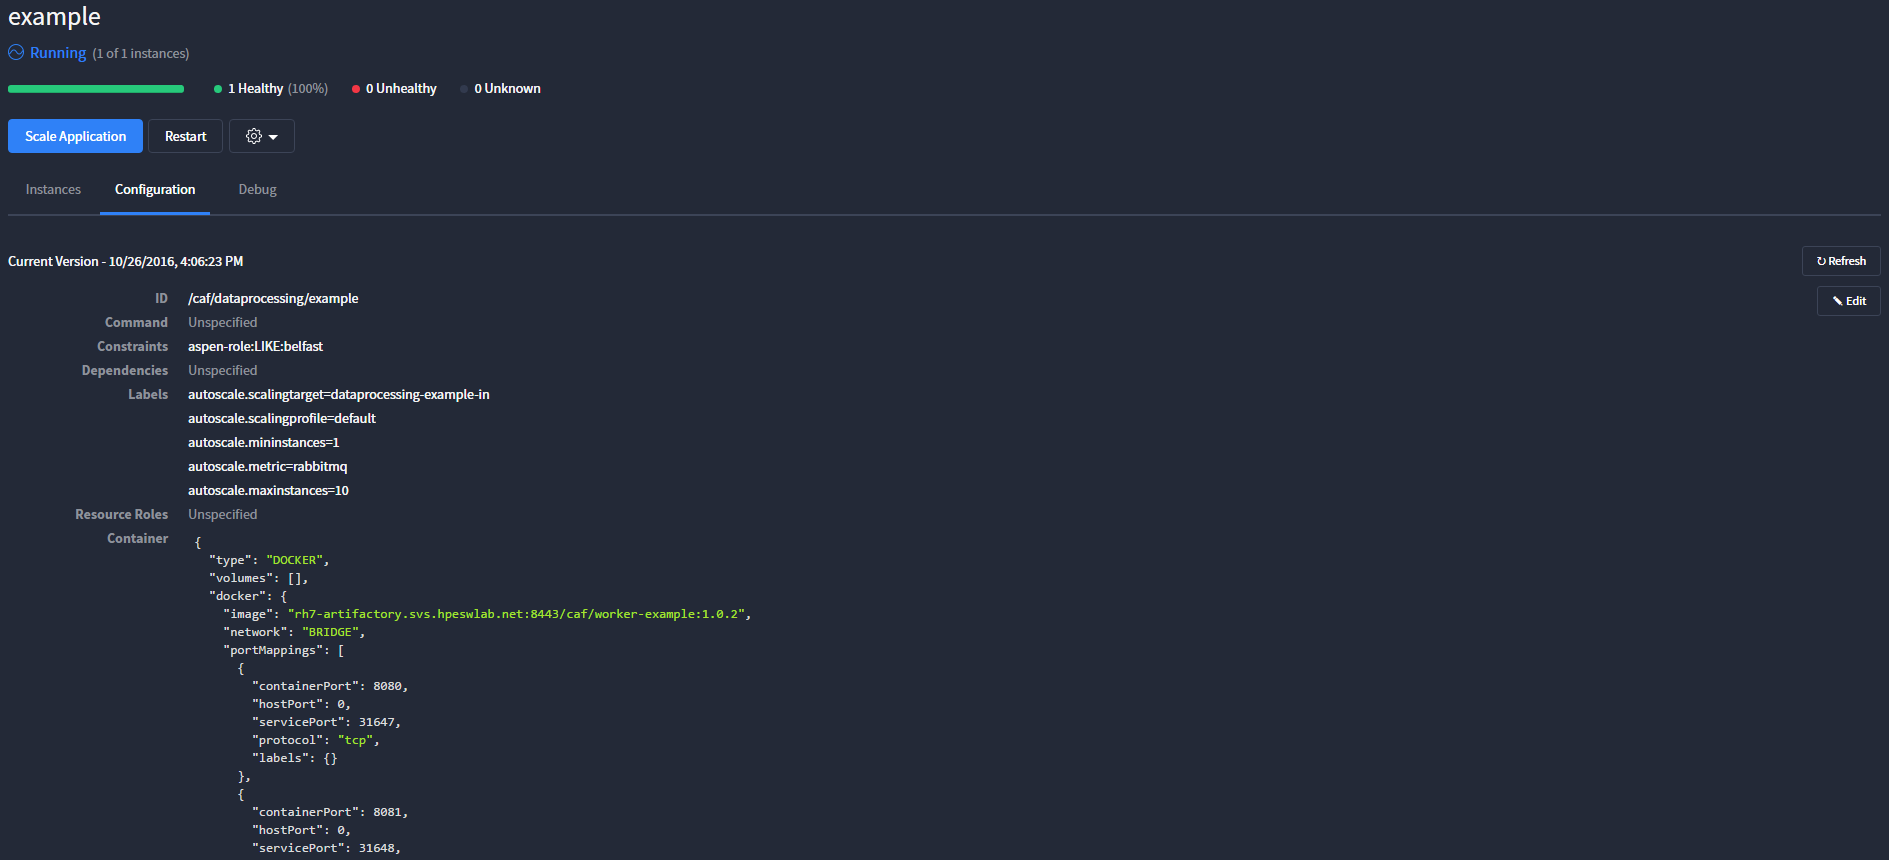 example
Running (1 of 1 instances)
1 Healthy (100%) 0 Unhealthy 0 Unknown
Scale Application Restart
Instances Configuration Debug
Current Version - 10/26/2016, 4:06:23 PM
Refresh
Edit
ID /caf/dataprocessing/example
Command Unspecified
Constraints aspen-role:LIKE:belfast
Dependencies Unspecified
Labels autoscale.scalingtarget=dataprocessing-example-in
autoscale.scalingprofile=default
autoscale.mininstances=1
autoscale.metric=rabbitmq
autoscale.maxinstances=10
Resource Roles Unspecified
Container {
"type": "DOCKER",
"volumes": [],
"docker": {
"image": "rh7-artifactory.svs.hpeswlab.net:8443/caf/worker-example:1.0.2",
"network": "BRIDGE",
"portMappings": [
{
"containerPort": 8080,
"hostPort": 0,
"servicePort": 31647,
"protocol": "tcp",
"labels": {}
},
{
"containerPort": 8081,
"hostPort": 0,
"servicePort": 31648,